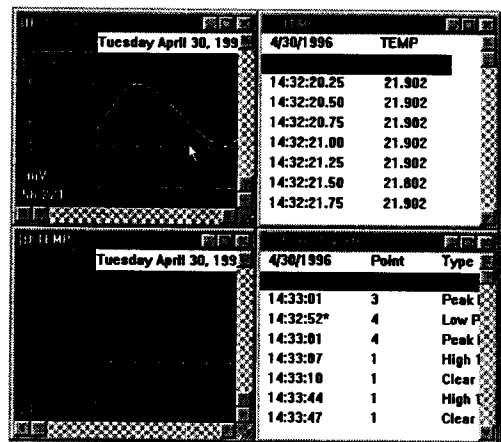 Tuesday April 30, 199
mV
4/30/1996 TEMP
14:32:20.25 21.902
14:32:20.50 21.902
14:32:20.75 21.902
14:32:21.00 21.902
14:32:21.25 21.902
14:32:21.50 21.802
14:32:21.75 21.902
TEMP
Tuesday April 30, 199
4/30/1996 Point Type
14:33:01 3 Peak
14:32:52* 4 Low P
14:33:01 4 Peak
14:33:07 1 High 1
14:33:10 1 Clear
14:33:44 1 High 1
14:33:47 1 Clear